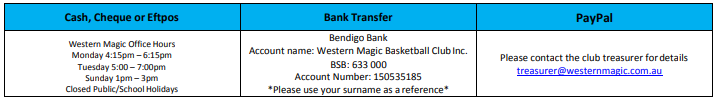 Cash, Cheque or Eftpos
Western Magic Office Hours
Monday 4:15pm – 6:15pm
Tuesday 5:00 – 7:00pm
Sunday 1pm – 3pm
Closed Public/School Holidays
Bank Transfer
Bendigo Bank
Account name: Western Magic Basketball Club Inc.
BSB: 633 000
Account Number: 150535185
*Please use your surname as a reference*
PayPal
Please contact the club treasurer for details
treasurer@westernmagic.com.au